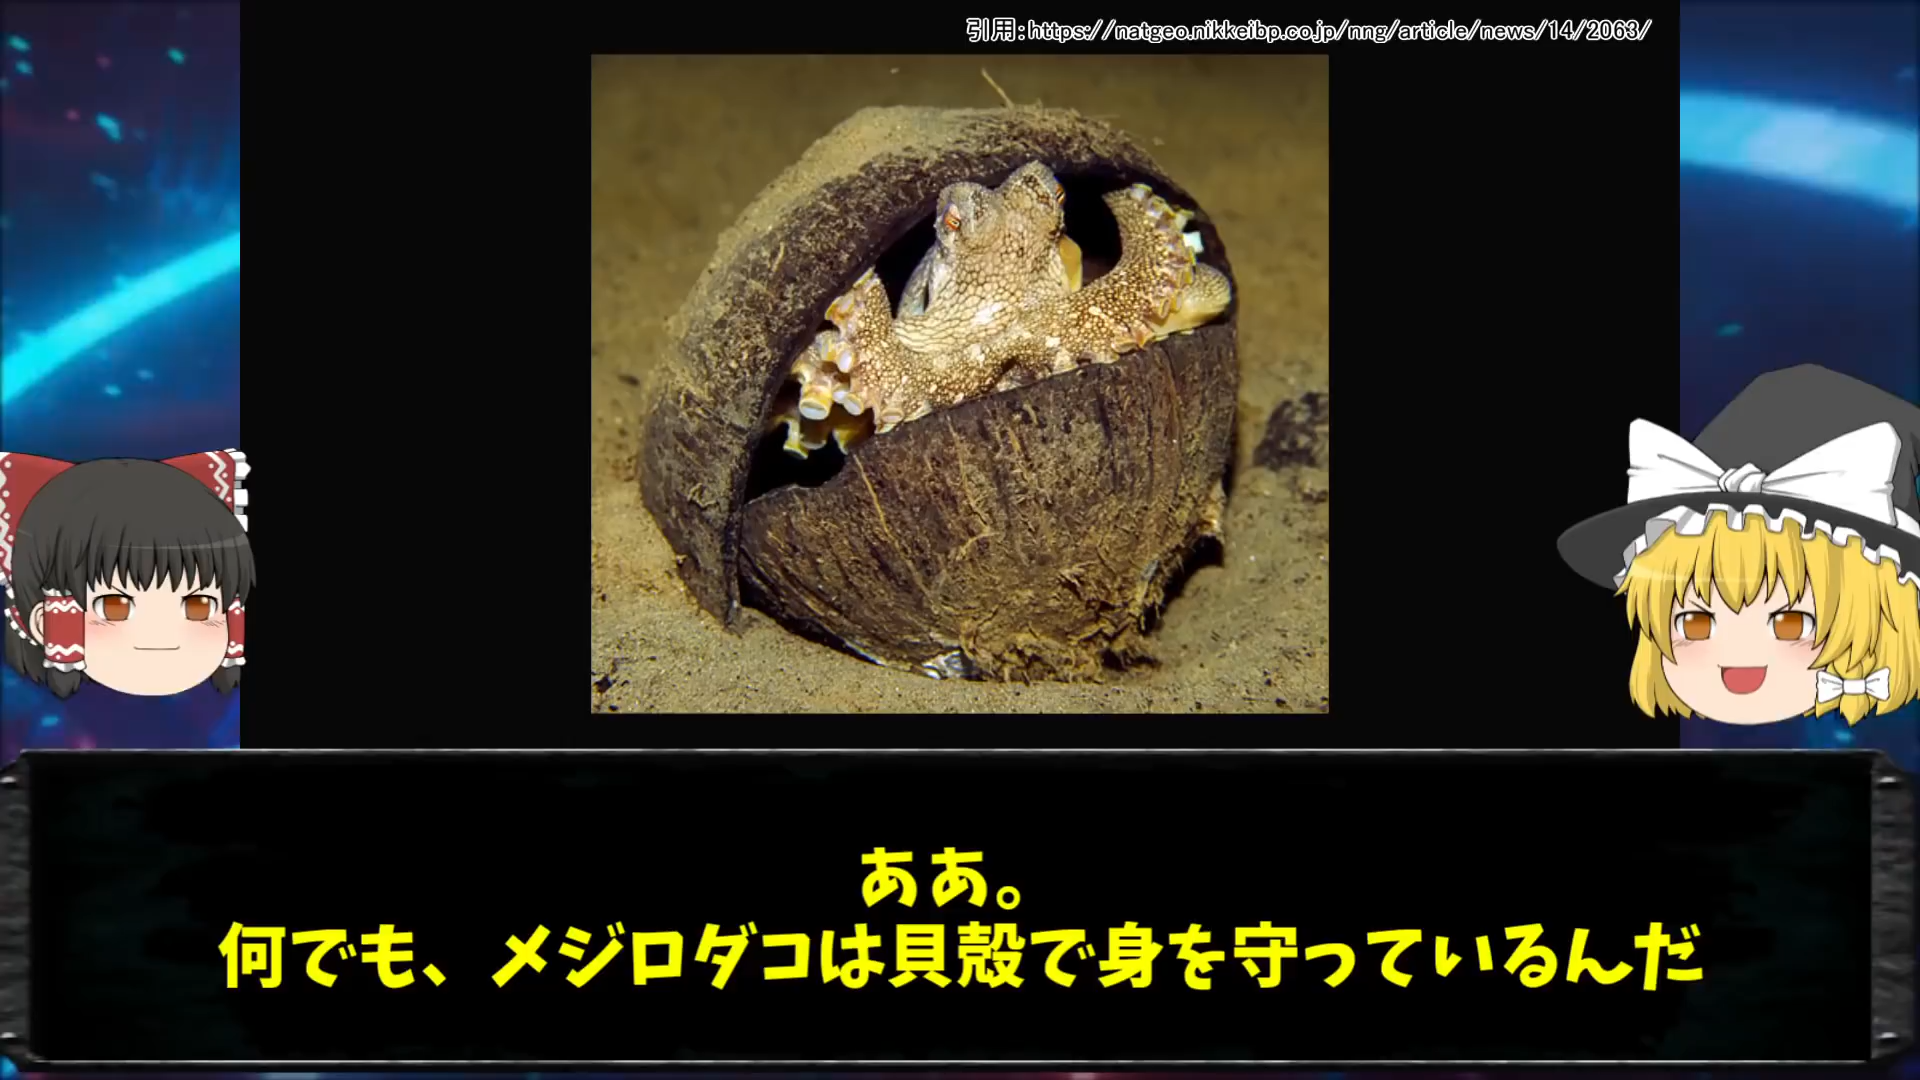 引用:https://natgeo.nikkeibp.co.jp/nng/article/news/14/2063/
ああ。
何でも、メジロダコは貝殻で身を守っているんだ